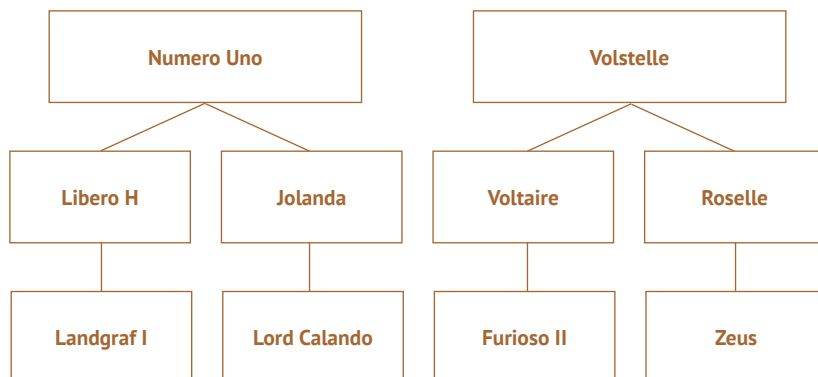 Numero Uno
Volstelle
Libero H
Jolanda
Voltaire
Roselle
Landgraf I
Lord Calando
Furioso II
Zeus